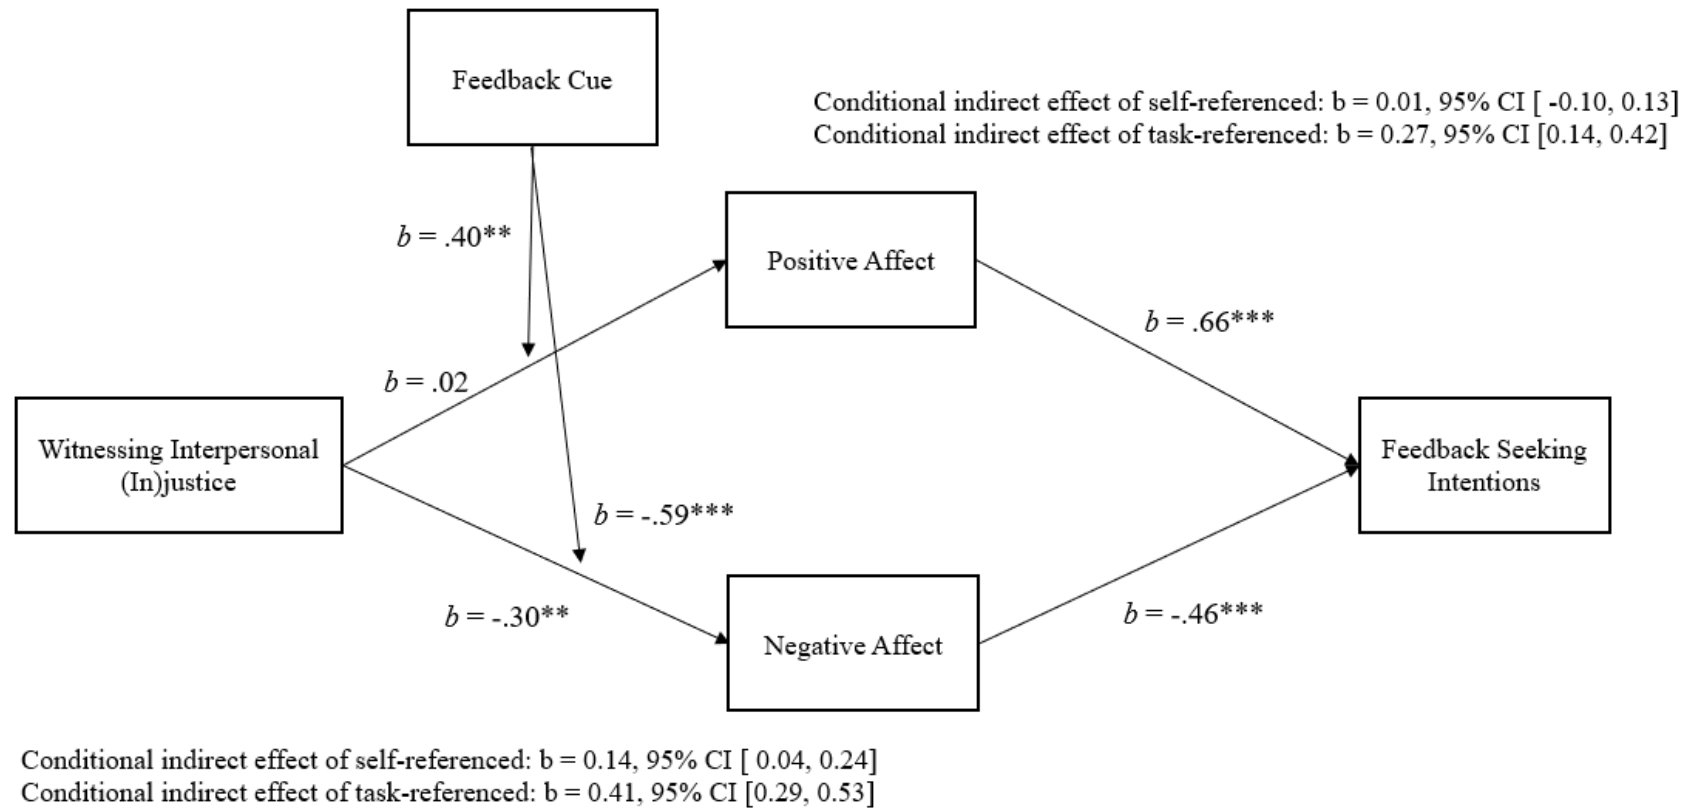 Feedback Cue
Conditional indirect effect of self-referenced: b = 0.01, 95% CI [ -0.10, 0.13]
Conditional indirect effect of task-referenced: b = 0.27, 95% CI [0.14, 0.42]
b = .40**
Positive Affect
b = .66***
b = .02
Witnessing Interpersonal
(In)justice
Feedback Seeking
Intentions
b = -.59***
b = -.30**
b = -.46***
Negative Affect
Conditional indirect effect of self-referenced: b = 0.14, 95% CI [ 0.04, 0.24]
Conditional indirect effect of task-referenced: b = 0.41, 95% CI [0.29, 0.53]